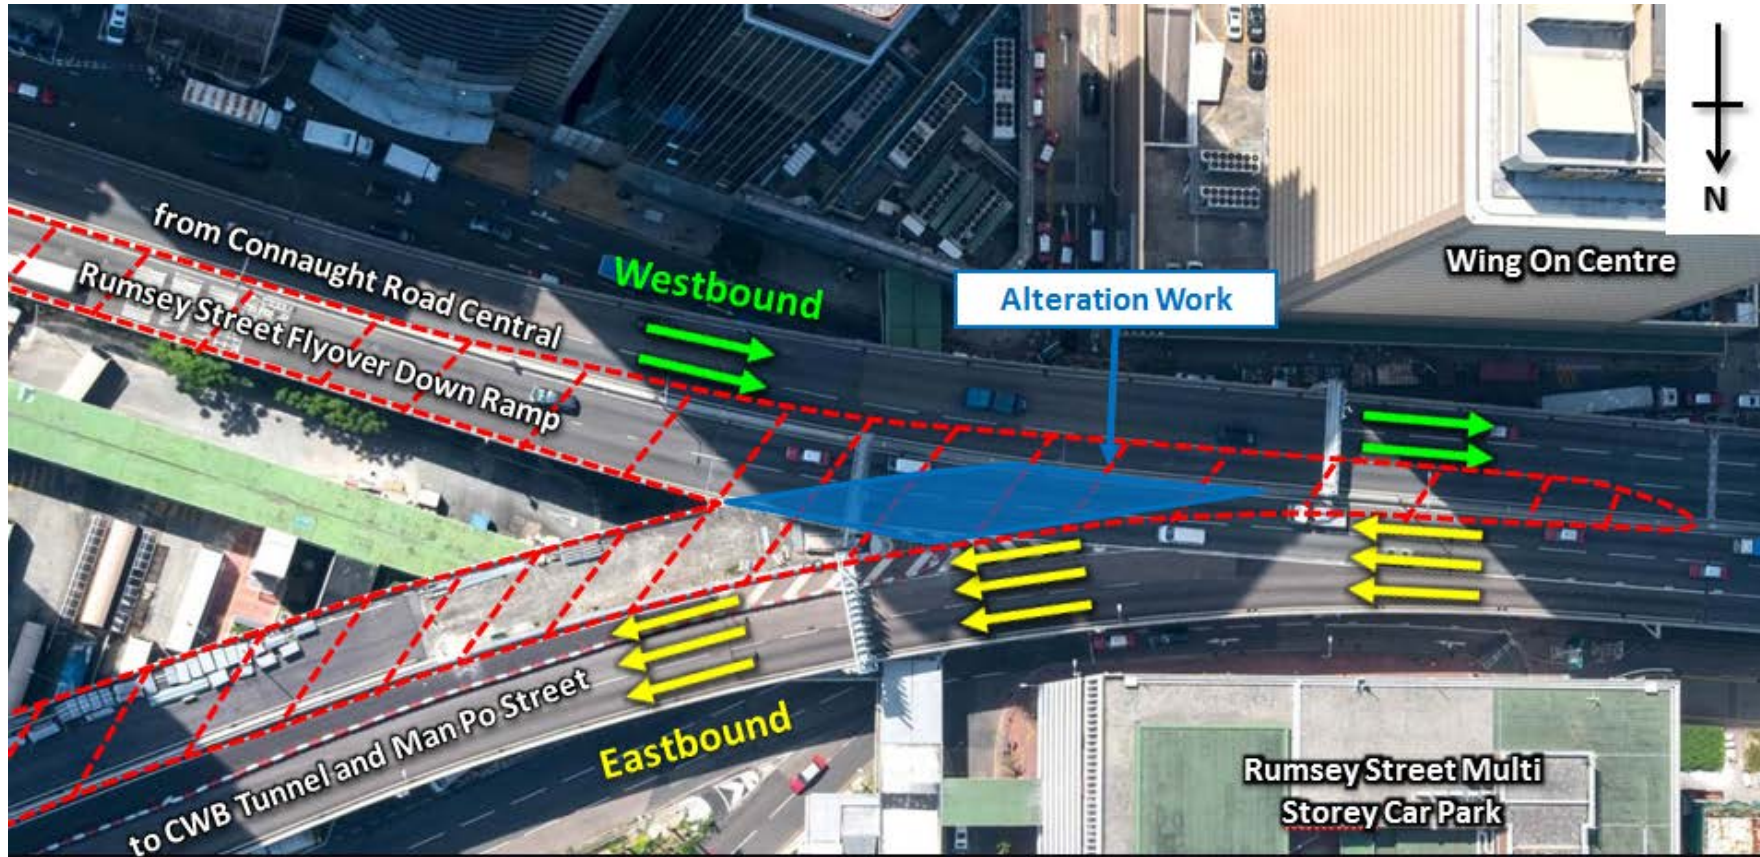 N
Wing On Centre
from Connaught Road Central
Rumsey Street Flyover Down Ramp
Westbound
Alteration Work
to CWB Tunnel and Man Po Street
Eastbound
Rumsey Street Multi
Storey Car Park